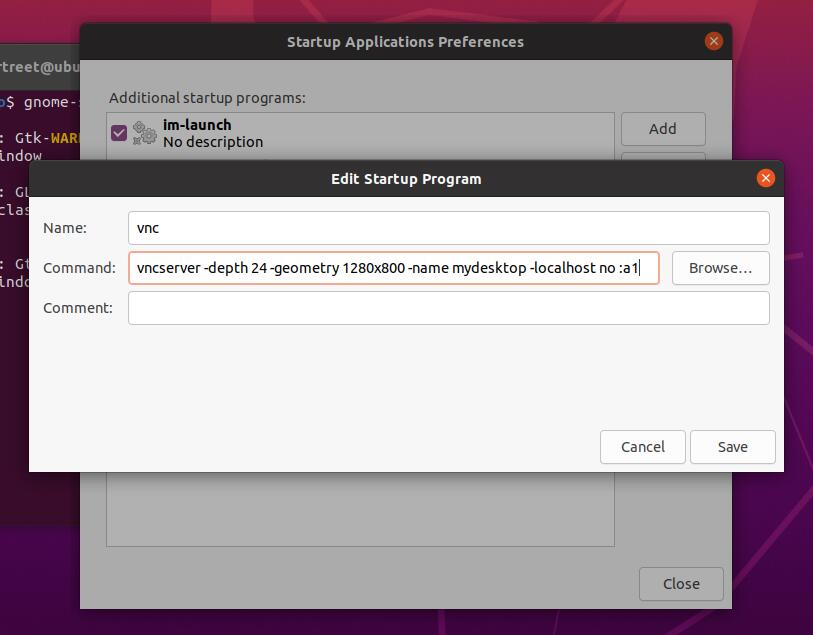 Startup Applications Preferences
rtreet@ubu
Additional startup programs:
$ gnome-
im-launch
No description
Add
: Gtk-WAR
indow
Edit Startup Program
: GL
clas
Name:
vnc
Command:
vncserver -depth 24 -geometry 1280x800 -name mydesktop -localhost no :a1
Browse…
: Gt
indo
Comment:
Cancel
Save
Close